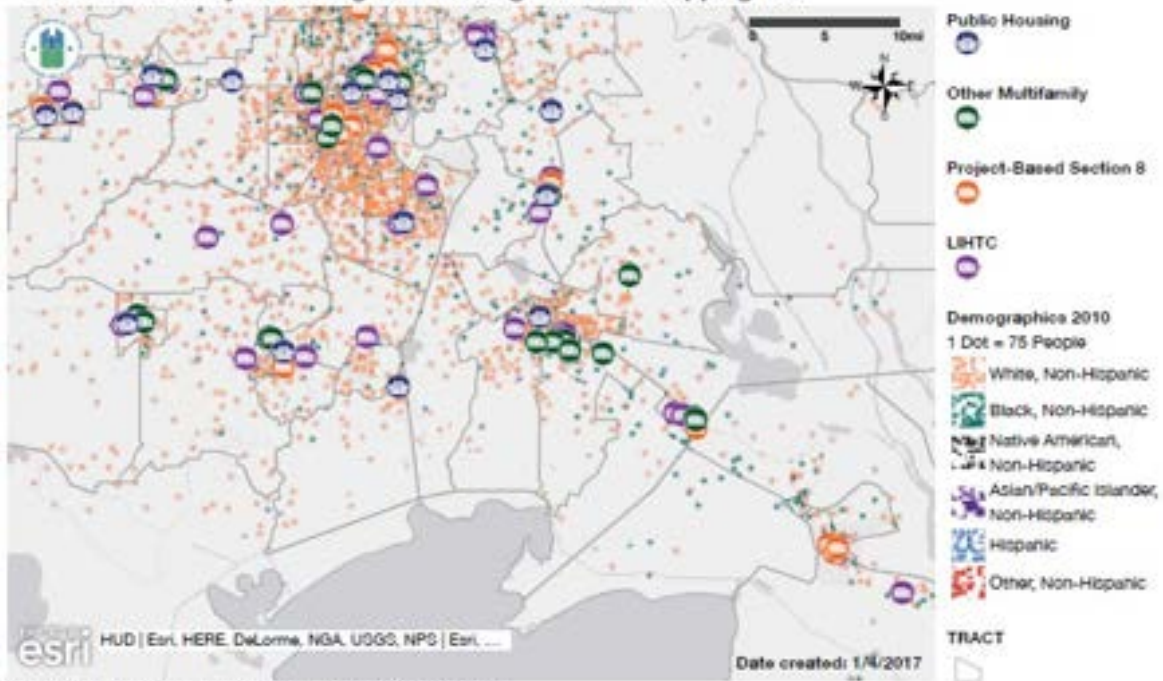 0 5 10mi
N
W E
S
Public Housing
Other Multifamily
Project-Based Section 8
LIHTC
Demographics 2010
1 Dot = 75 People
White, Non-Hispanic
Black, Non-Hispanic
Native American,
Non-Hispanic
Asian/Pacific Islander,
Non-Hispanic
Hispanic
Other, Non-Hispanic
TRACT
esri
HUD | Esri, HERE, DeLorme, NGA, USGS, NPS | Esri, ...
Date created: 1/4/2017